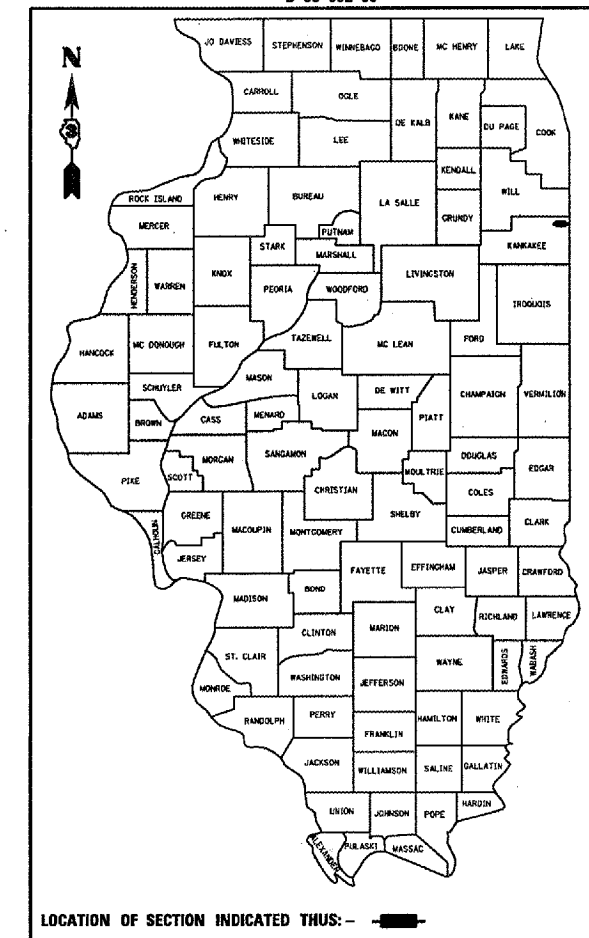 N
3
JO DAVIESS STEPHENSON WINNEBAGO BOONE MC HENRY LAKE
CARROLL OGLE DE KALB KANE DU PAGE COOK
WHITESIDE LEE KENDALL WILL
ROCK ISLAND HENRY BUREAU LA SALLE GRUNDY
MERCER PUTNAM KANKAKEE
STARK MARSHALL
HENDERSON WARREN KNOX PEORIA WOODFORD LIVINGSTON IROQUOIS
HANCOCK MC DONOUGH FULTON TAZEWELL MC LEAN FORD
SCHUYLER MASON LOGAN DE WITT CHAMPAIGN VERMILION
ADAMS BROWN CASS MENARD MACON PIATT
MORGAN SANGAMON MOULTRIE DOUGLAS EDGAR
PIKE SCOTT CHRISTIAN COLES
GREENE MACOUPIN MONTGOMERY SHELBY CUMBERLAND CLARK
CALHOUN JERSEY FAYETTE EFFINGHAM JASPER CRAWFORD
MADISON BOND CLAY RICHLAND LAWRENCE
CLINTON MARION
ST. CLAIR WASHINGTON JEFFERSON WAYNE EDWARDS WABASH
MONROE
RANDOLPH PERRY FRANKLIN HAMILTON WHITE
JACKSON WILLIAMSON SALINE GALLATIN
UNION JOHNSON POPE HARDIN
ALEXANDER PULASKI MASSAC
LOCATION OF SECTION INDICATED THUS:-